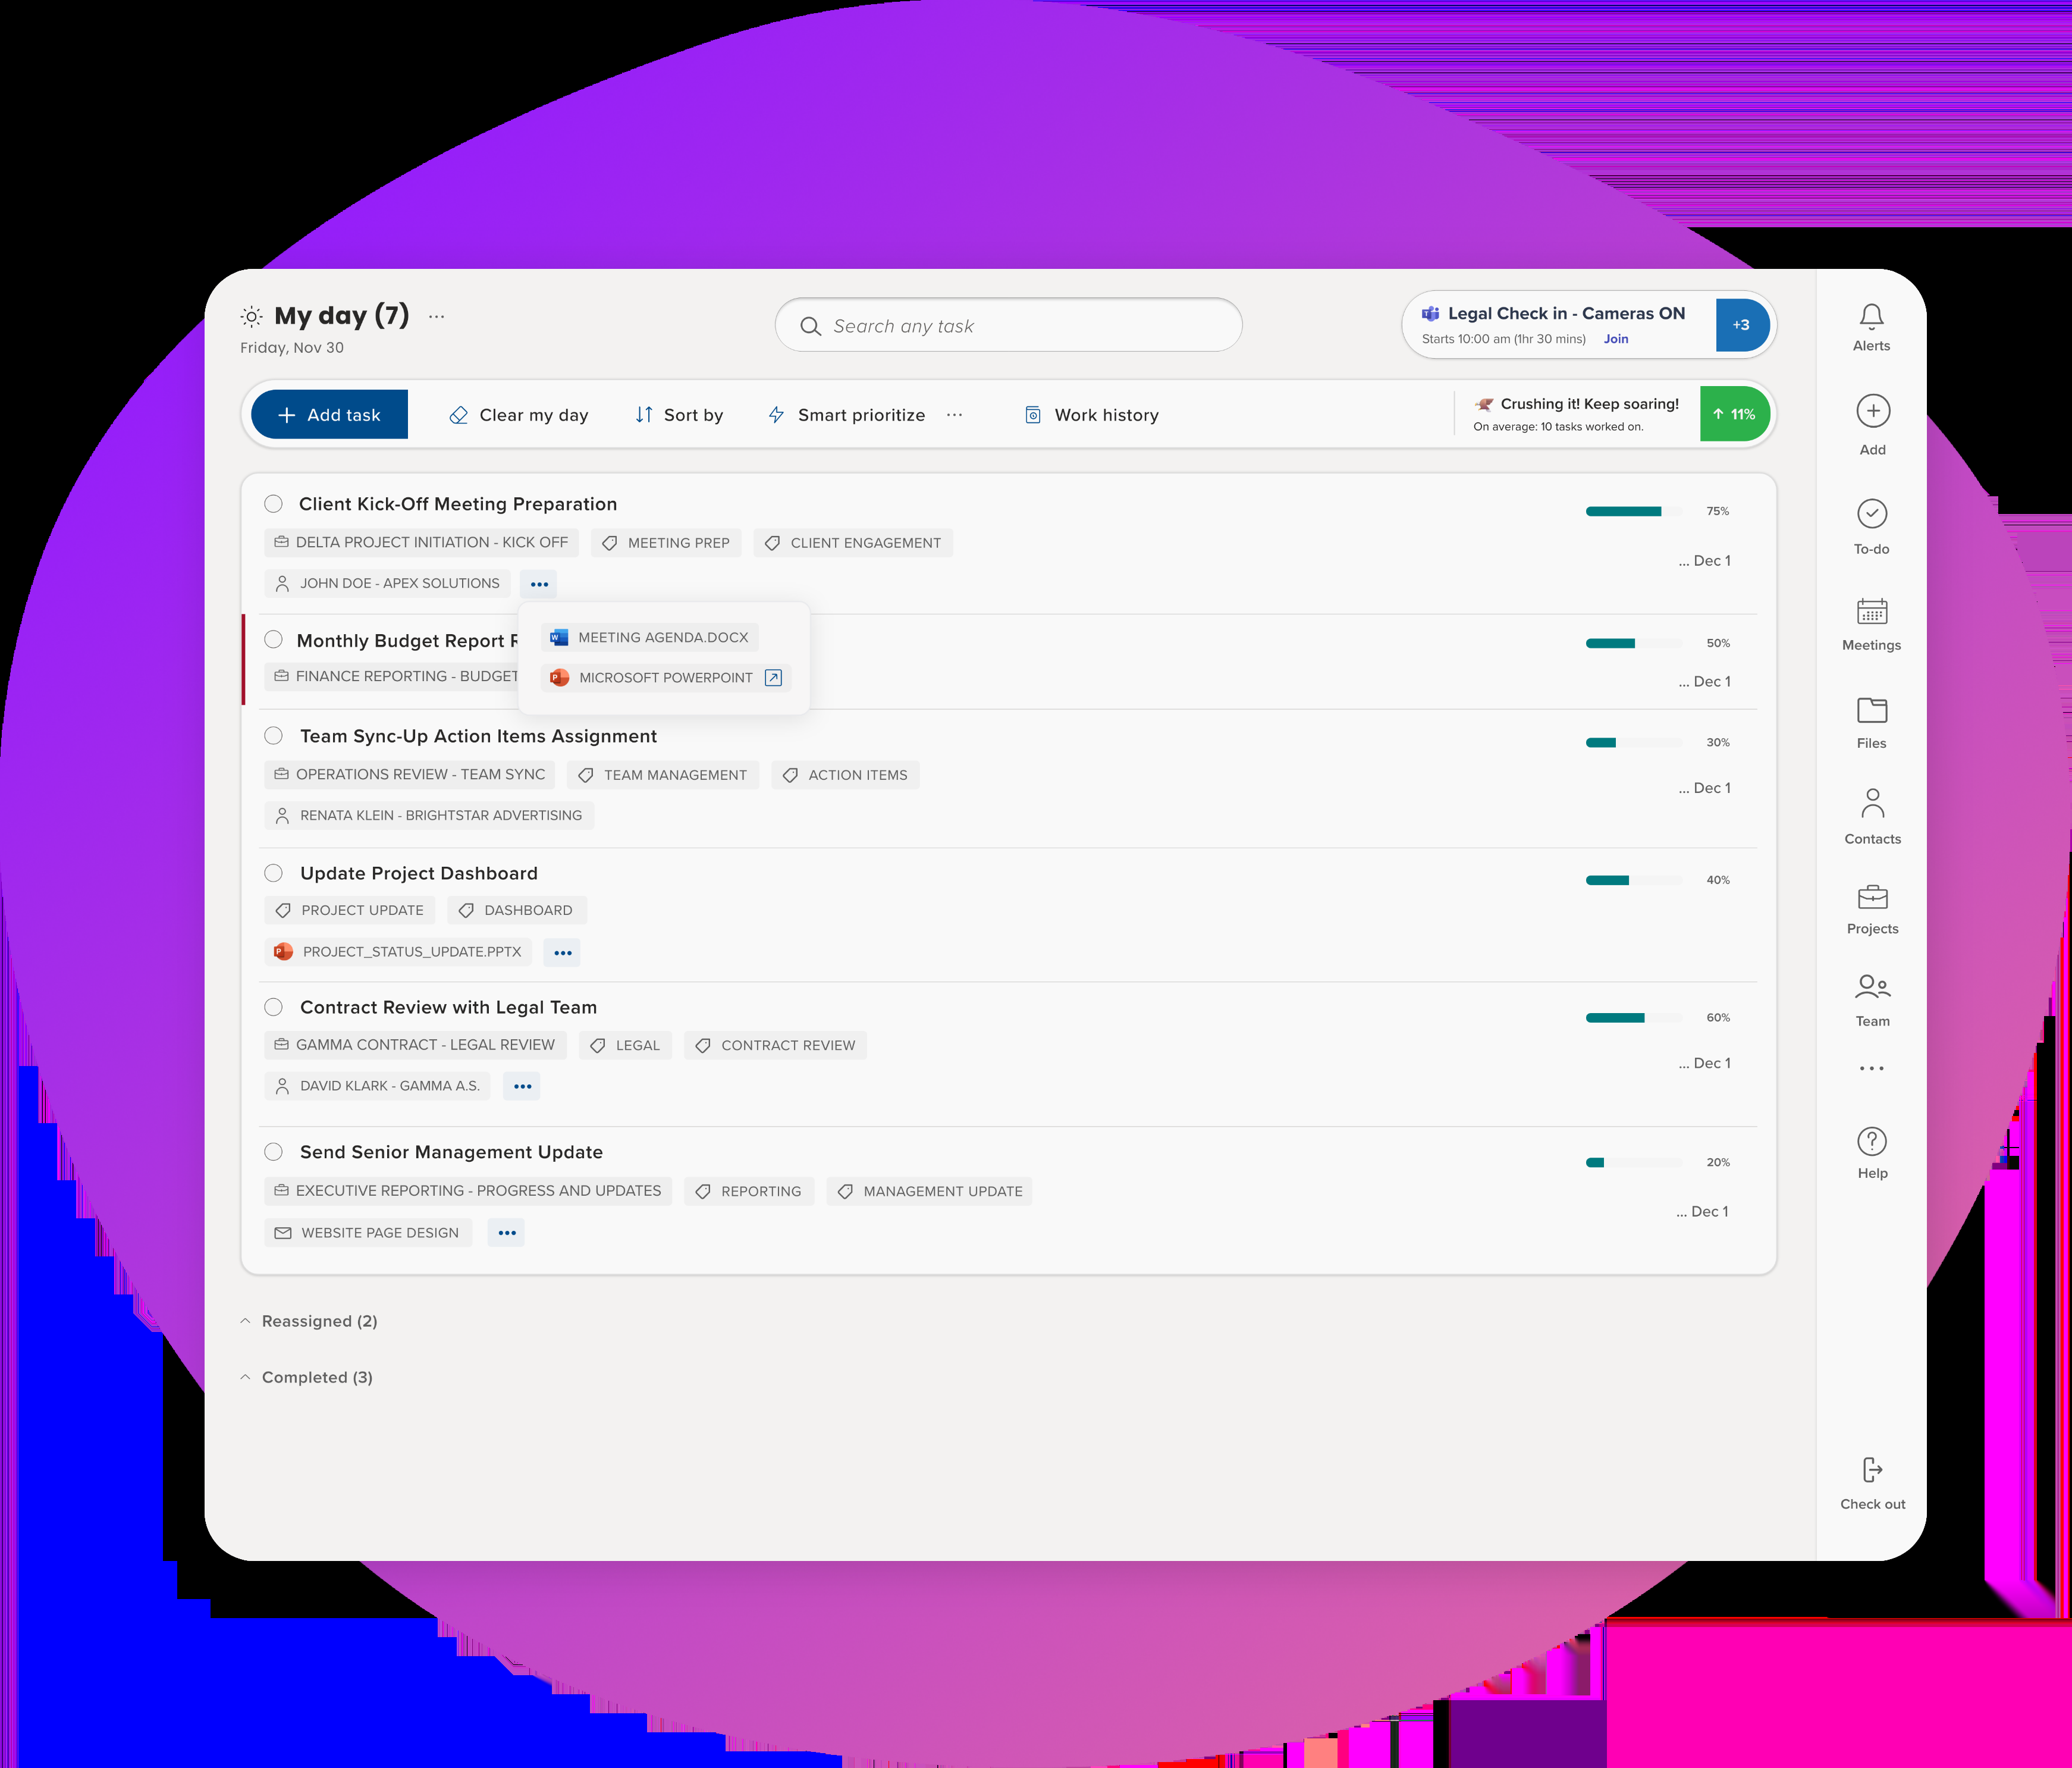 My day (7) ...
Friday, Nov 30
Search any task
Legal Check in - Cameras ON
Starts 10:00 am (1hr 30 mins) Join
+3
Add task
Clear my day
Sort by
Smart prioritize ...
Work history
Crushing it! Keep soaring!
On average: 10 tasks worked on.
11%
Client Kick-Off Meeting Preparation
75%
DELTA PROJECT INITIATION - KICK OFF
MEETING PREP
CLIENT ENGAGEMENT
... Dec 1
JOHN DOE - APEX SOLUTIONS
MEETING AGENDA.DOCX
MICROSOFT POWERPOINT
Monthly Budget Report
50%
FINANCE REPORTING - BUDGET
... Dec 1
Team Sync-Up Action Items Assignment
30%
OPERATIONS REVIEW - TEAM SYNC
TEAM MANAGEMENT
ACTION ITEMS
... Dec 1
RENATA KLEIN - BRIGHTSTAR ADVERTISING
Update Project Dashboard
40%
PROJECT UPDATE
DASHBOARD
PROJECT_STATUS_UPDATE.PPTX
Contract Review with Legal Team
60%
GAMMA CONTRACT - LEGAL REVIEW
LEGAL
CONTRACT REVIEW
... Dec 1
DAVID KLARK - GAMMA A.S.
Send Senior Management Update
20%
EXECUTIVE REPORTING - PROGRESS AND UPDATES
REPORTING
MANAGEMENT UPDATE
... Dec 1
WEBSITE PAGE DESIGN
Reassigned (2)
Completed (3)
Alerts
Add
To-do
Meetings
Files
Contacts
Projects
Team
Help
Check out